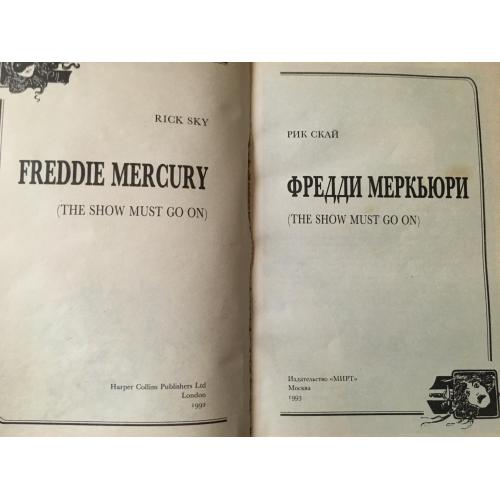 RICK SKY
FREDDIE MERCURY
(THE SHOW MUST GO ON)
Harper Collins Publishers Ltd
London
1992
РИК СКАЙ
ФРЕДДИ МЕРКЬЮРИ
(THE SHOW MUST GO ON)
Издательство «МИРТ»
Москва
1993